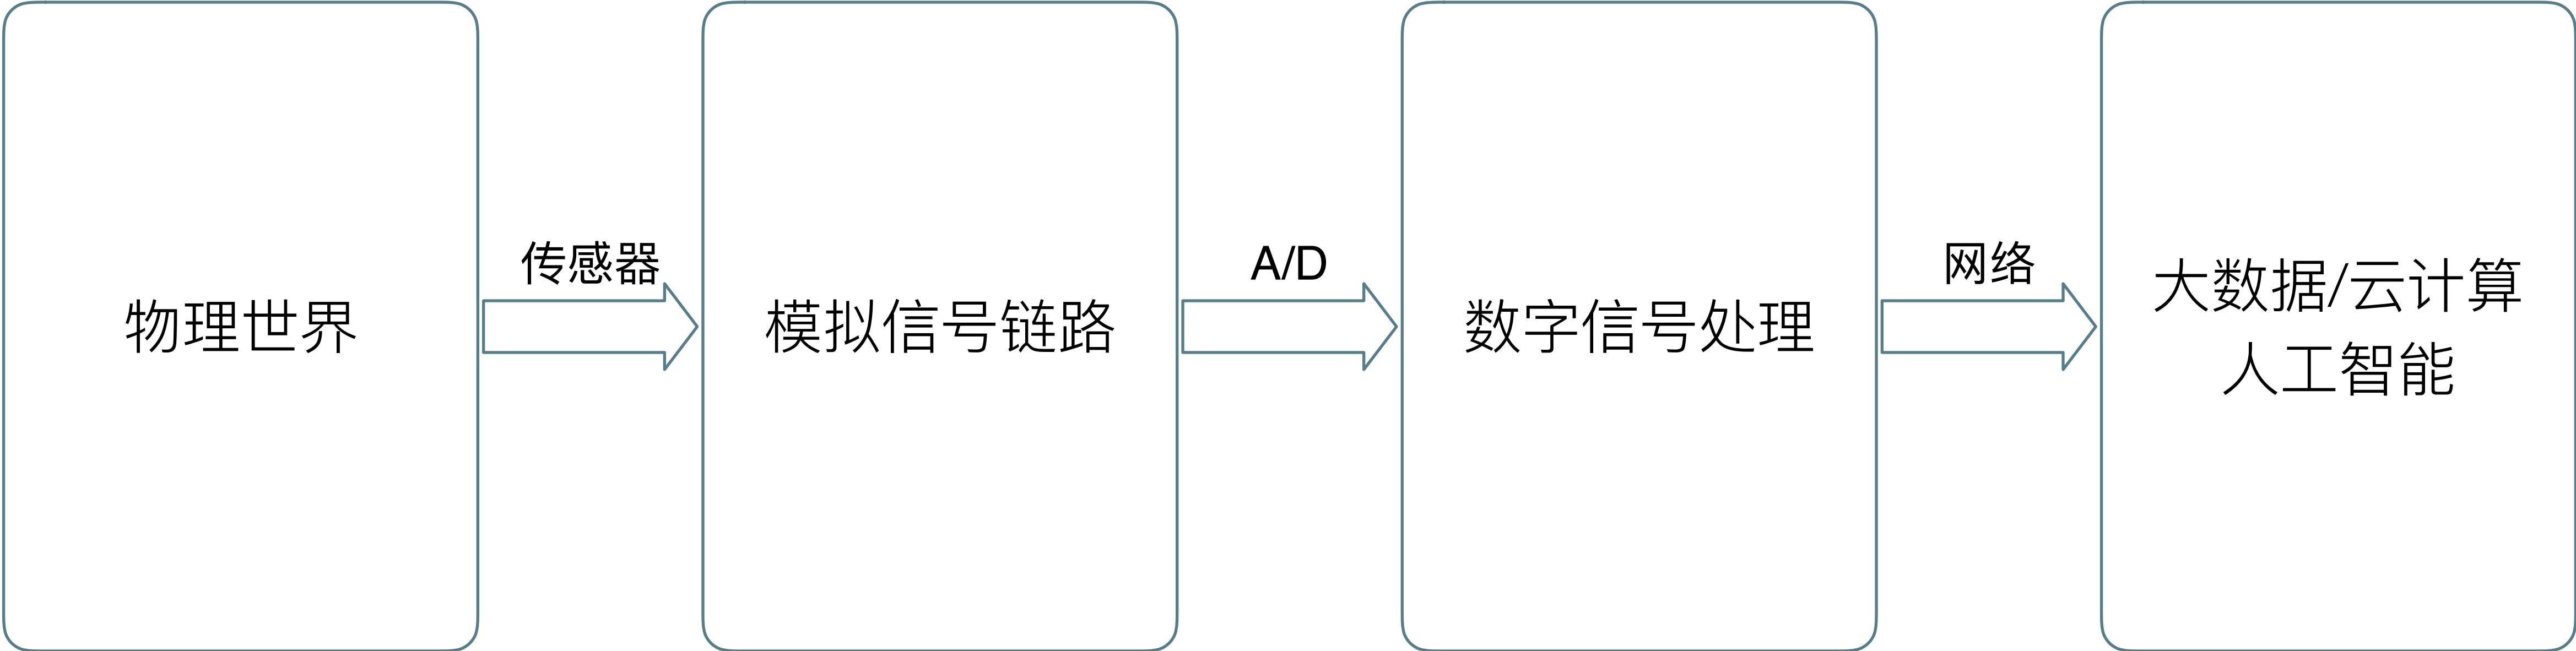 物理世界
传感器
模拟信号链路
A/D
数字信号处理
网络
大数据/云计算
人工智能